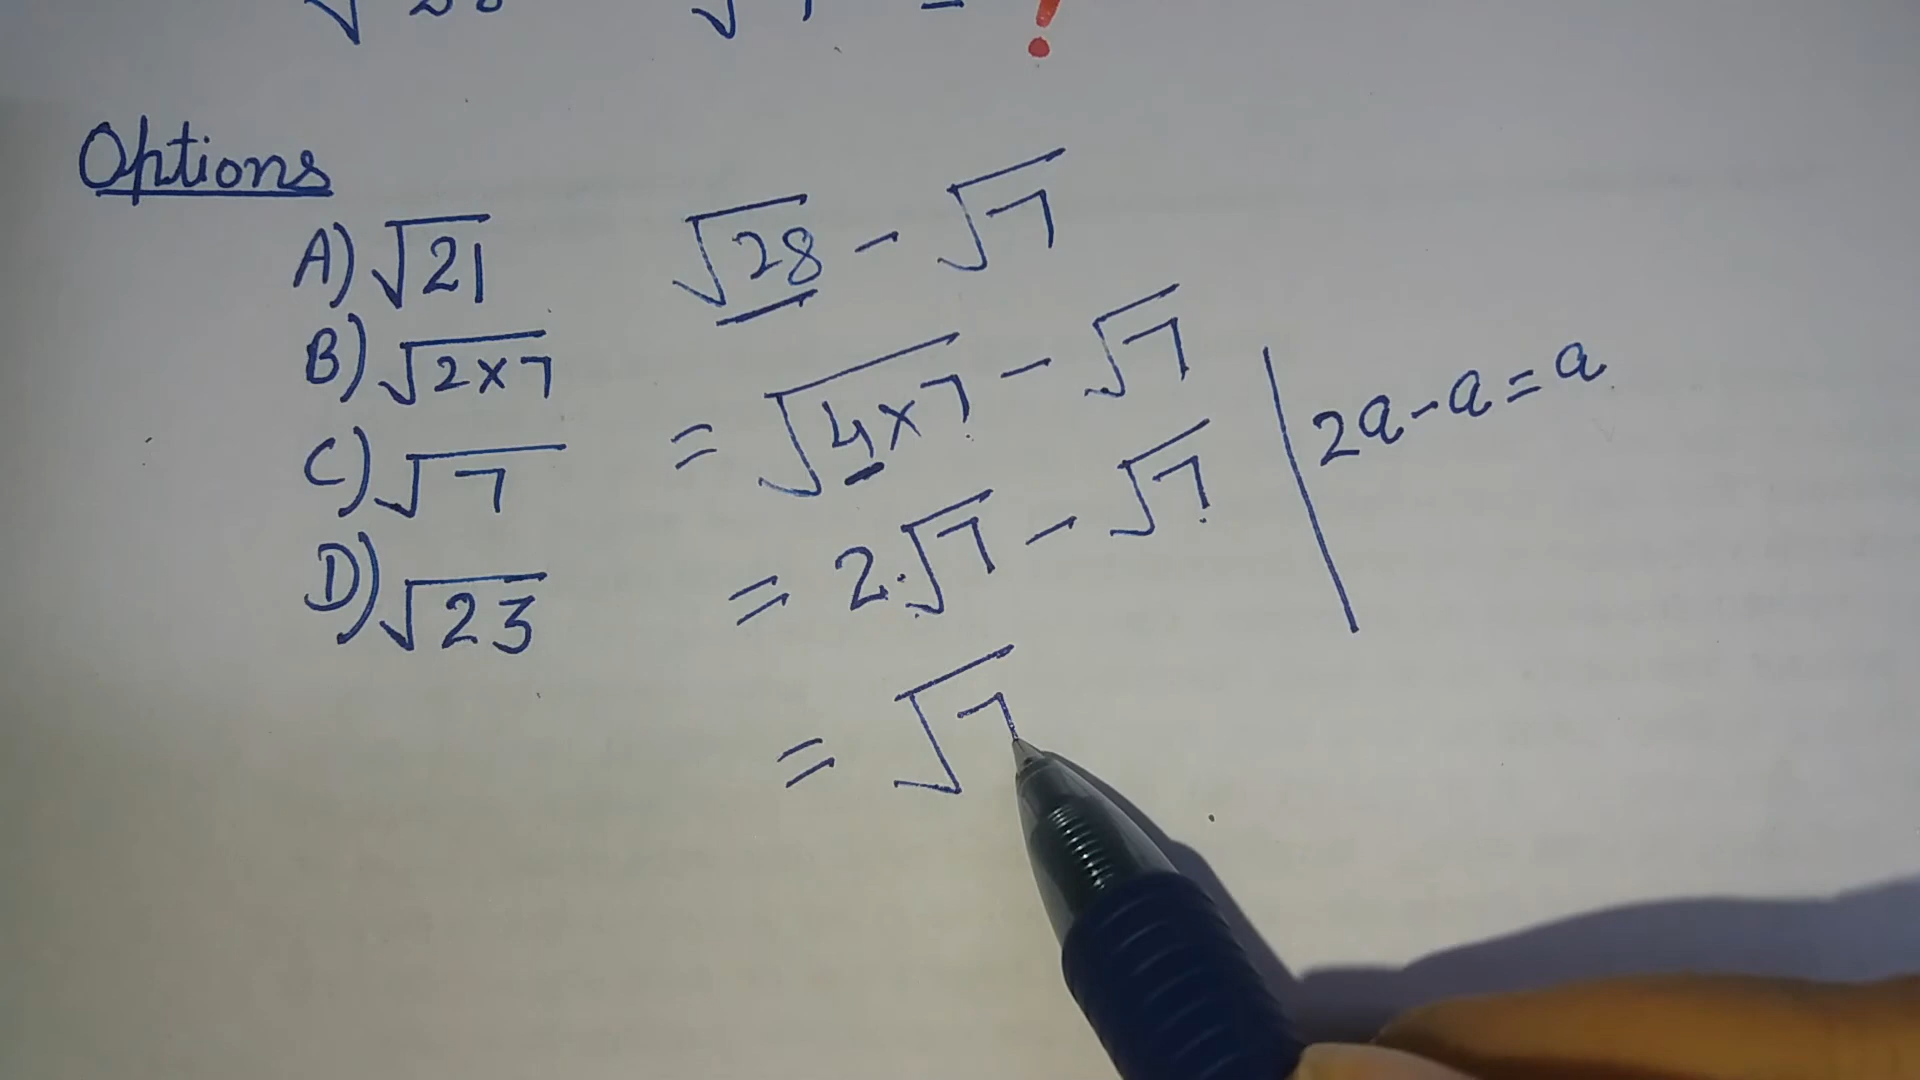 Options
A) √21
B) √2×7
C) √7
D) √23
√28 - √7
= √4×7 - √7
= 2·√7 - √7
= √7
2a-a=a